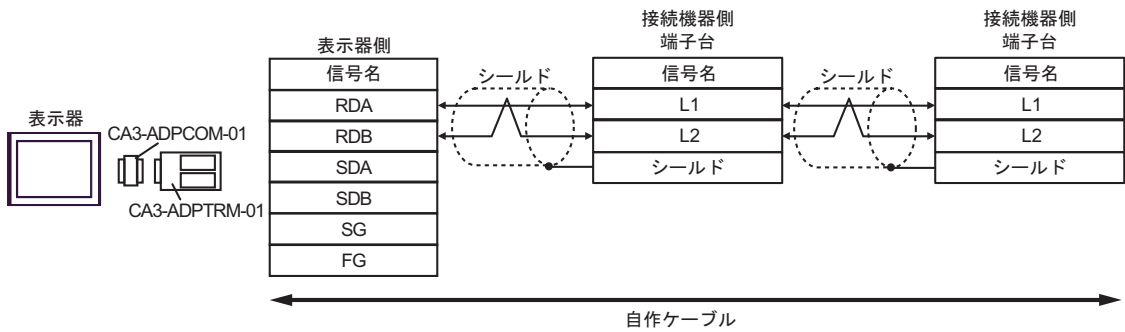 表示器
CA3-ADPCOM-01
CA3-ADPTRM-01
表示器側
信号名
RDA
RDB
SDA
SDB
SG
FG
シールド
接続機器側
端子台
信号名
L1
L2
シールド
シールド
接続機器側
端子台
信号名
L1
L2
シールド
自作ケーブル